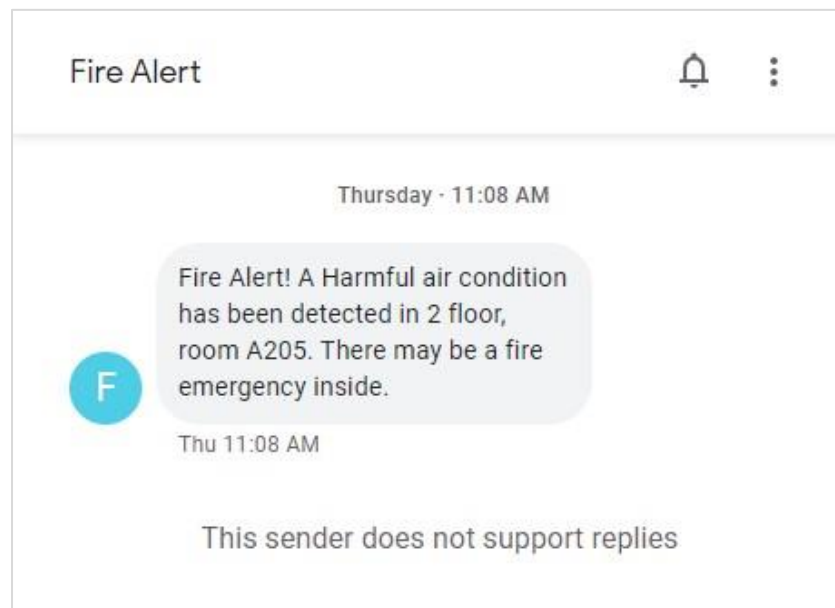 Fire Alert
Thursday · 11:08 AM
Fire Alert! A Harmful air condition
has been detected in 2 floor,
room A205. There may be a fire
emergency inside.
F
Thu 11:08 AM
This sender does not support replies